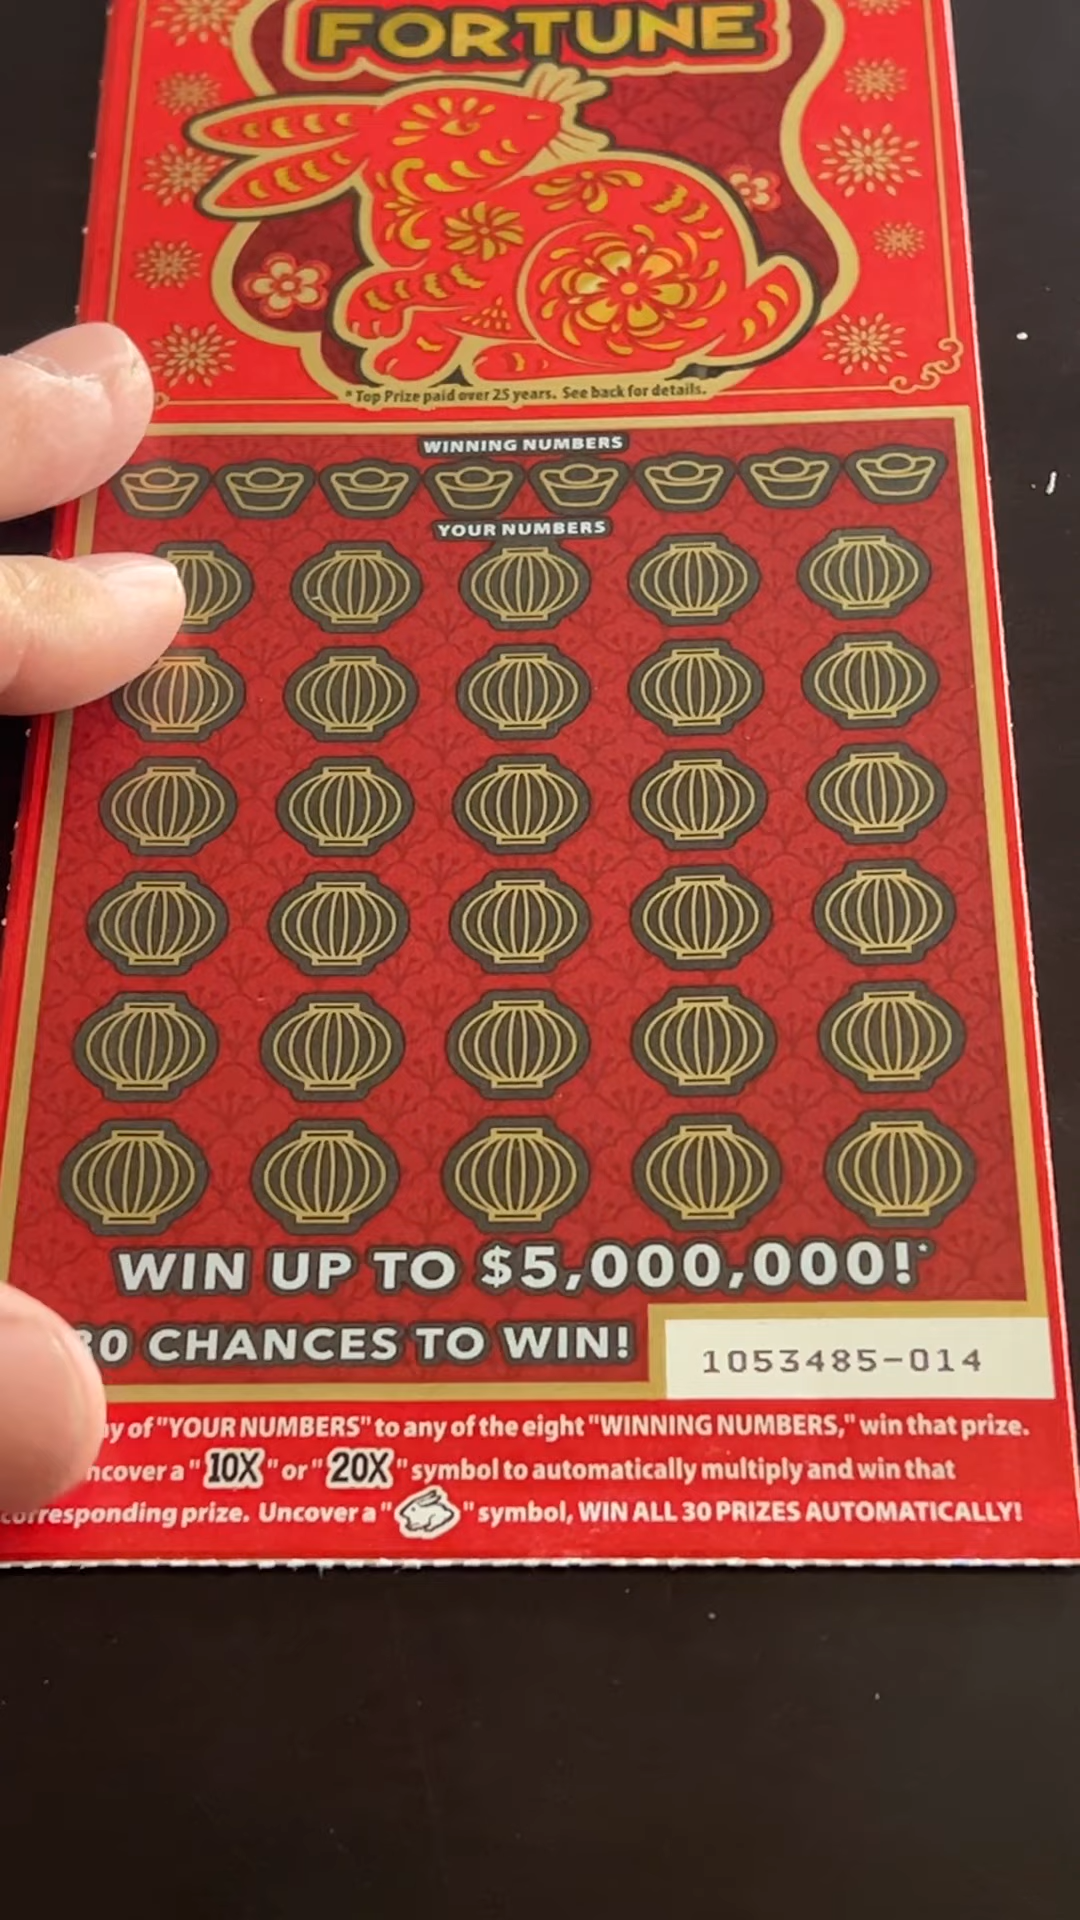 FORTUNE
*Top Prize paid over 25 years. See back for details.
WINNING NUMBERS
YOUR NUMBERS
WIN UP TO $5,000,000!*
30 CHANCES TO WIN!
1053485-014
of "YOUR NUMBERS" to any of the eight "WINNING NUMBERS," win that prize.
a "10X" or "20X" symbol to automatically multiply and win that
corresponding prize. Uncover a " " symbol, WIN ALL 30 PRIZES AUTOMATICALLY!